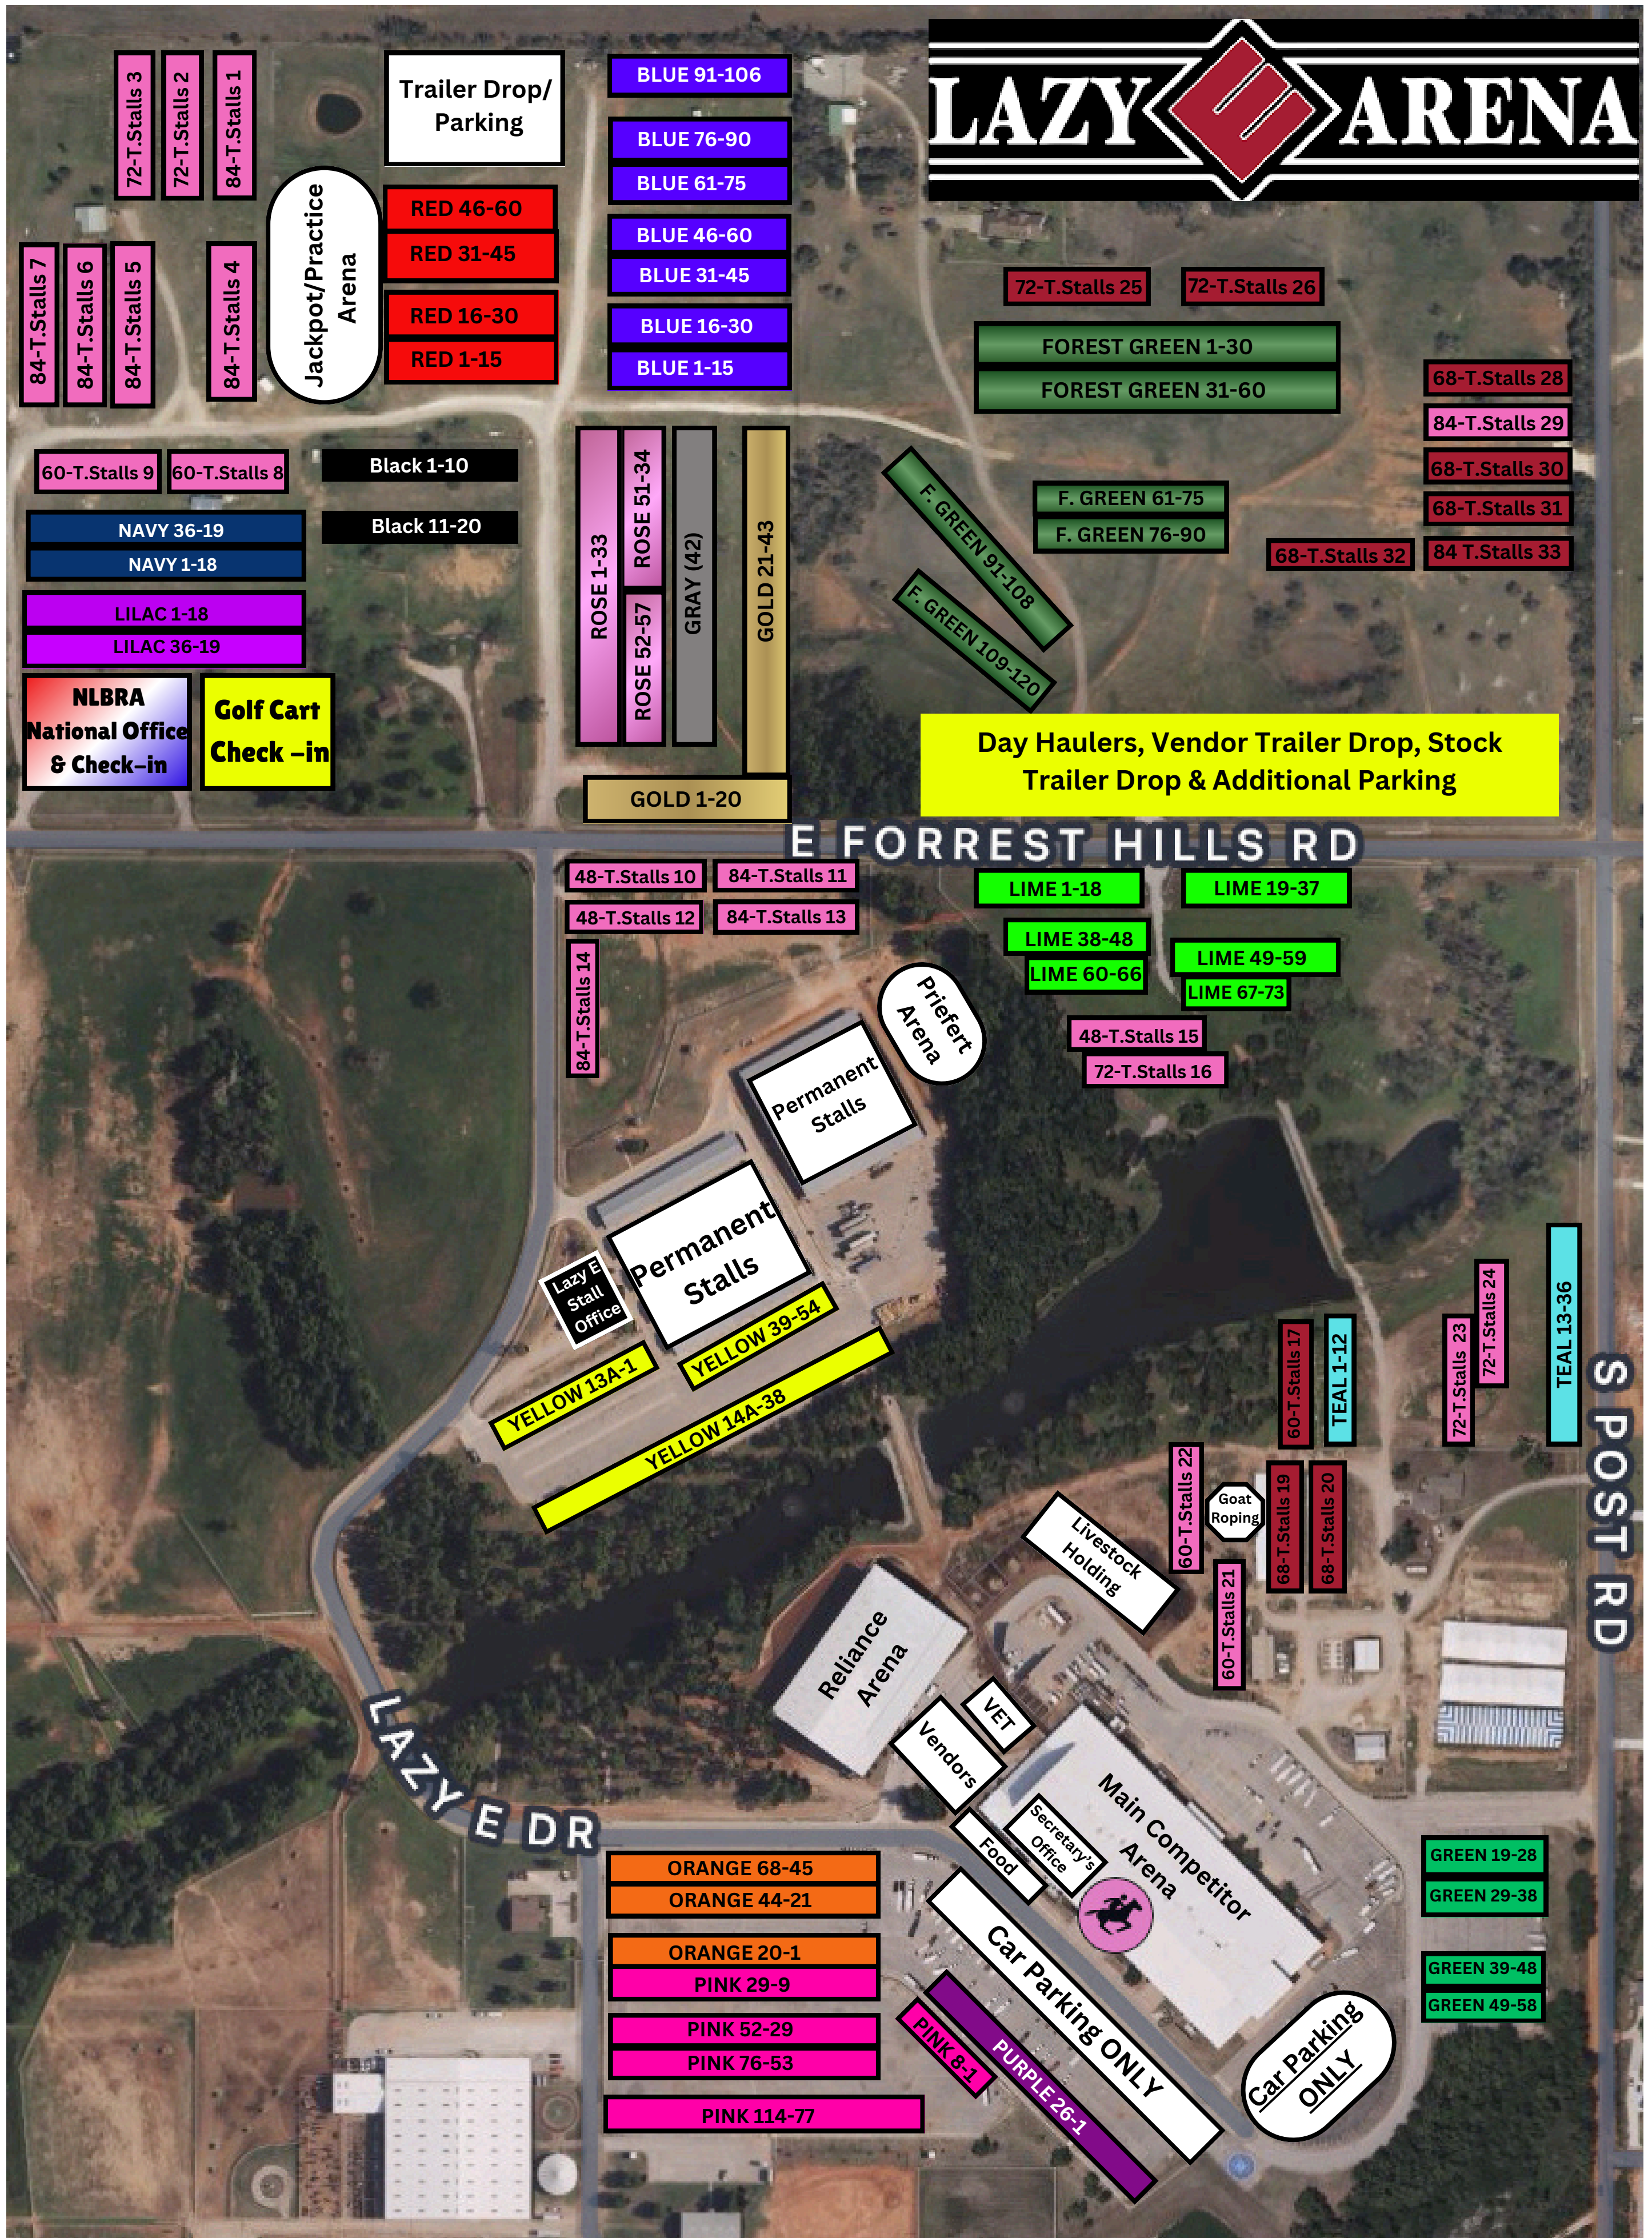 LAZY E ARENA
72-T.Stalls 3
72-T.Stalls 2
84-T.Stalls 1
Trailer Drop/
Parking
BLUE 91-106
BLUE 76-90
BLUE 61-75
BLUE 46-60
BLUE 31-45
BLUE 16-30
BLUE 1-15
RED 46-60
RED 31-45
RED 16-30
RED 1-15
Jackpot/Practice
Arena
84-T.Stalls 7
84-T.Stalls 6
84-T.Stalls 5
84-T.Stalls 4
72-T.Stalls 25
72-T.Stalls 26
FOREST GREEN 1-30
FOREST GREEN 31-60
68-T.Stalls 28
84-T.Stalls 29
68-T.Stalls 30
68-T.Stalls 31
68-T.Stalls 32
84 T.Stalls 33
60-T.Stalls 9
60-T.Stalls 8
Black 1-10
Black 11-20
NAVY 36-19
NAVY 1-18
LILAC 1-18
LILAC 36-19
NLBRA
National Office
& Check-in
Golf Cart
Check -in
ROSE 1-33
ROSE 51-34
ROSE 52-57
GRAY (42)
GOLD 21-43
GOLD 1-20
F. GREEN 61-75
F. GREEN 76-90
F. GREEN 91-108
F. GREEN 109-120
Day Haulers, Vendor Trailer Drop, Stock
Trailer Drop & Additional Parking
E FORREST HILLS RD
48-T.Stalls 10
84-T.Stalls 11
48-T.Stalls 12
84-T.Stalls 13
84-T.Stalls 14
LIME 1-18
LIME 19-37
LIME 38-48
LIME 49-59
LIME 60-66
LIME 67-73
48-T.Stalls 15
72-T.Stalls 16
Priefert
Arena
Permanent
Stalls
Permanent
Stalls
Lazy E
Stall
Office
YELLOW 13A-1
YELLOW 39-54
YELLOW 14A-38
60-T.Stalls 17
TEAL 1-12
72-T.Stalls 23
72-T.Stalls 24
TEAL 13-36
S POST RD
60-T.Stalls 22
Goat
Roping
68-T.Stalls 19
68-T.Stalls 20
60-T.Stalls 21
Livestock
Holding
Reliance
Arena
VET
Vendors
Food
Secretary's
Office
Main Competitor
Arena
LAZY E DR
ORANGE 68-45
ORANGE 44-21
ORANGE 20-1
PINK 29-9
PINK 52-29
PINK 76-53
PINK 114-77
PINK 8-1
PURPLE 26-1
Car Parking ONLY
Car Parking
ONLY
GREEN 19-28
GREEN 29-38
GREEN 39-48
GREEN 49-58